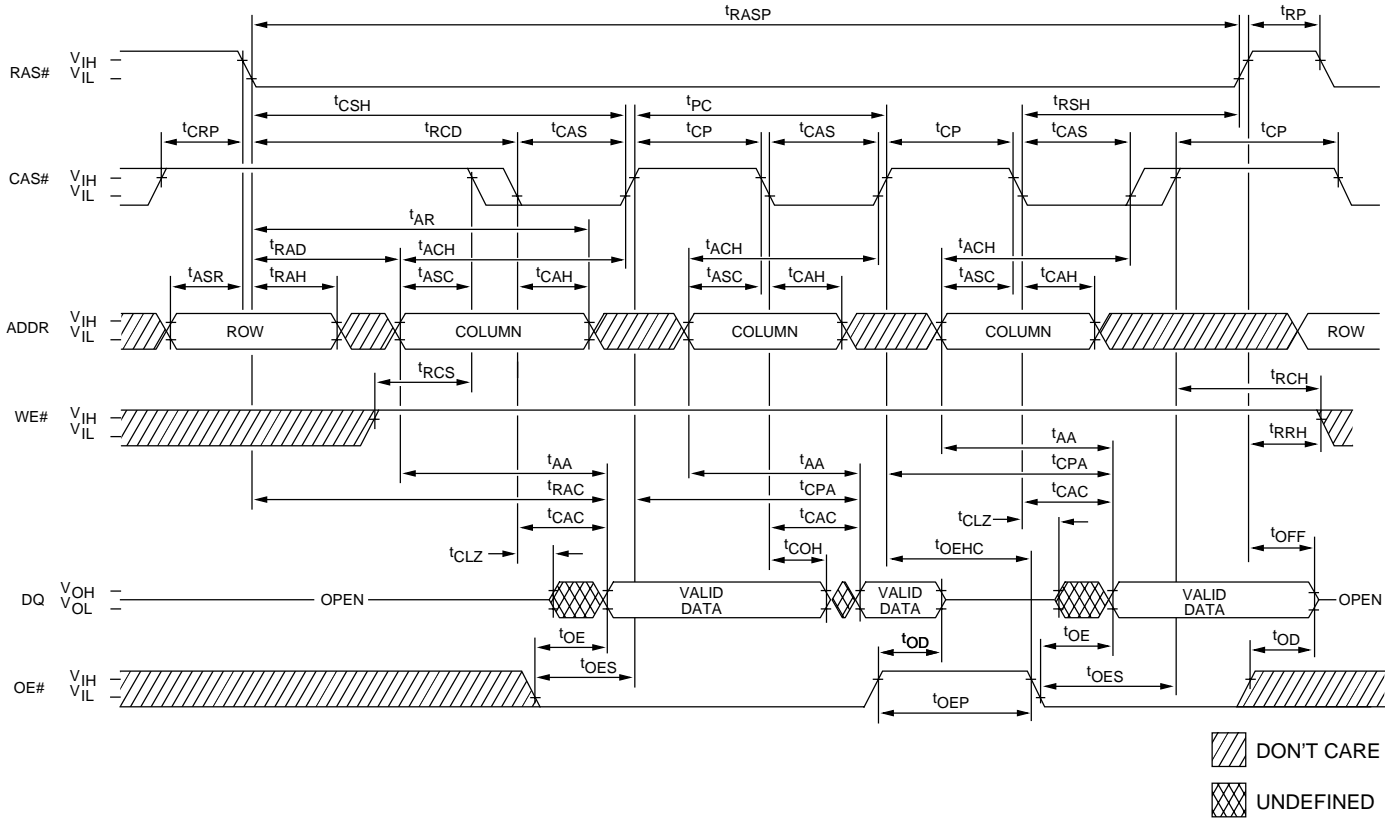 tRASP tRP
RAS# VIH
VIL
tCSH tPC tRSH
tCRP tRCD tCAS tCP tCAS tCP tCAS tCP
CAS# VIH
VIL
tAR
tRAD tACH tACH tACH
tASR tRAH tASC tCAH tASC tCAH tASC tCAH
ADDR VIH
VIL
ROW COLUMN COLUMN COLUMN ROW
tRCS tRCH
WE# VIH
VIL
tRRH
tAA tAA tAA
tRAC tCPA tCPA
tCAC tCAC tCAC
tCLZ tCOH tOEHC tCLZ tOFF
DQ VOH
VOL
OPEN VALID DATA VALID DATA VALID DATA OPEN
tOE tOD tOE tOD
tOES tOES
OE# VIH
VIL
tOEP
DON'T CARE
UNDEFINED